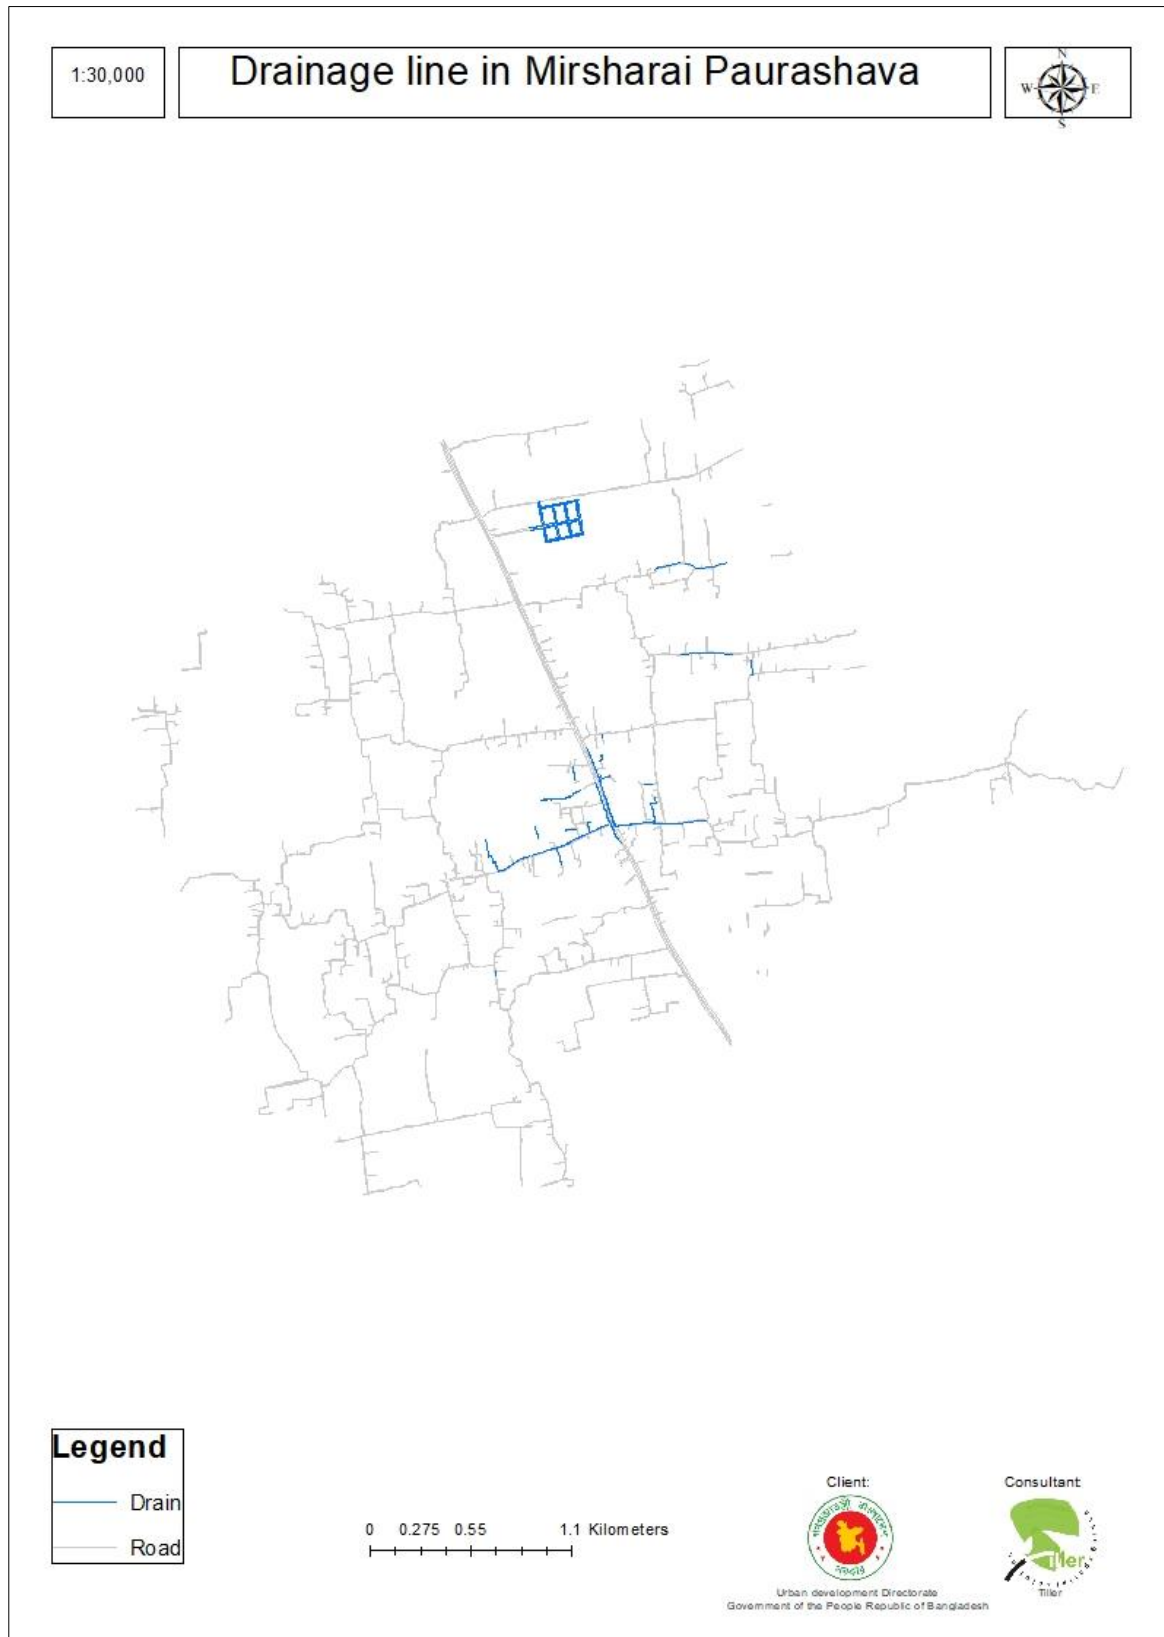 1:30,000
Drainage line in Mirsharai Paurashava
N
W E
S
Legend
Drain
Road
0 0.275 0.55 1.1 Kilometers
Client:
Urban development Directorate
Government of the People Republic of Bangladesh
Consultant
Tiller
Tiller